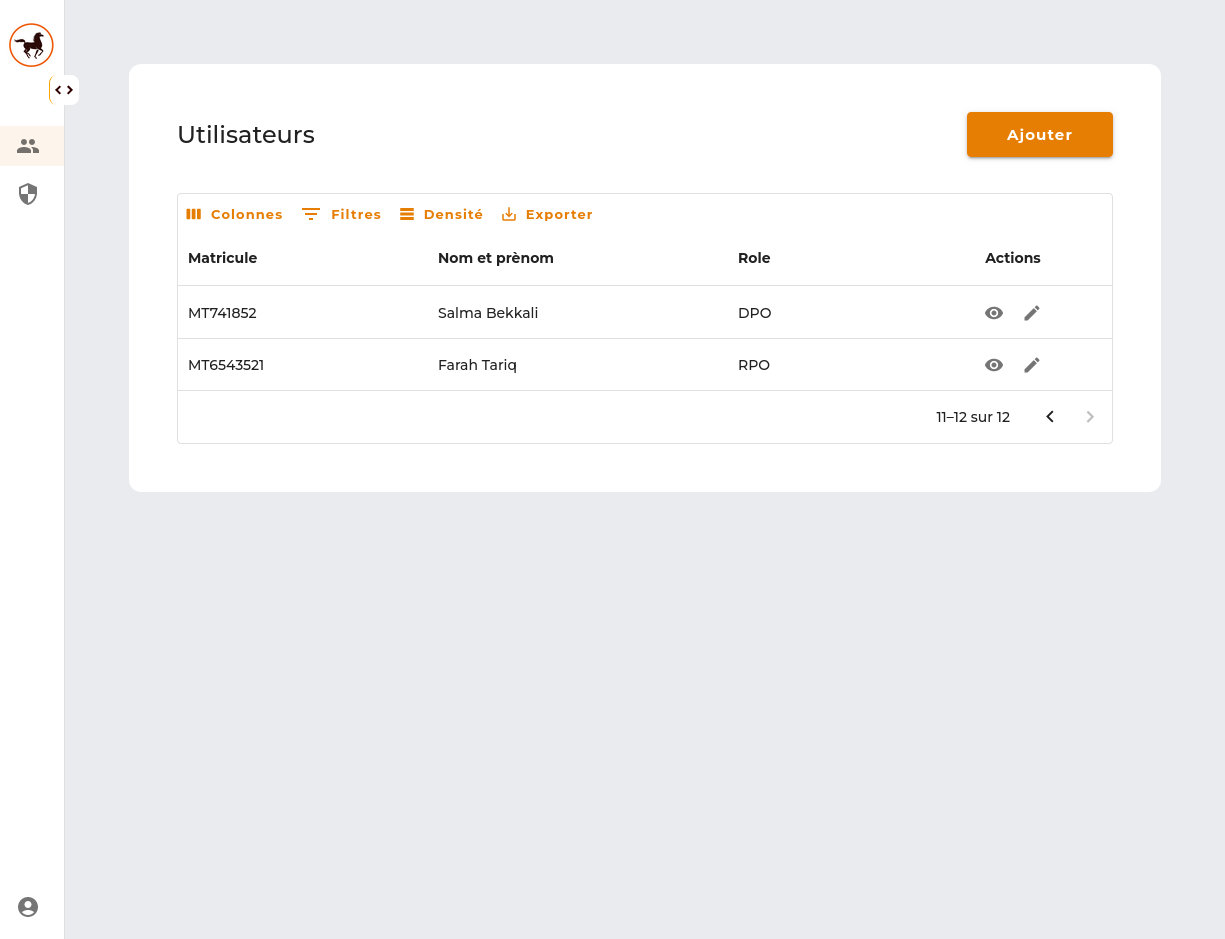 Utilisateurs
Ajouter
Colonnes Filtres Densité Exporter
Matricule Nom et prènom Role Actions
MT741852 Salma Bekkali DPO
MT6543521 Farah Tariq RPO
11–12 sur 12